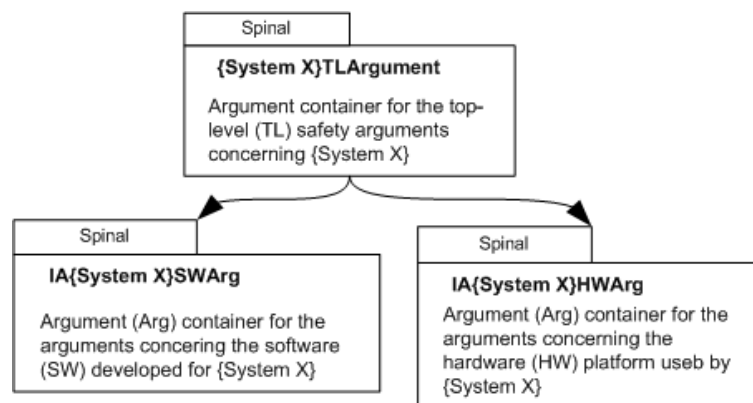 Spinal
{System X}TLArgument
Argument container for the top-
level (TL) safety arguments
concerning {System X}
Spinal
IA{System X}SWArg
Argument (Arg) container for the
arguments concering the software
(SW) developed for {System X}
Spinal
IA{System X}HWArg
Argument (Arg) container for the
arguments concerning the
hardware (HW) platform useb by
{System X}